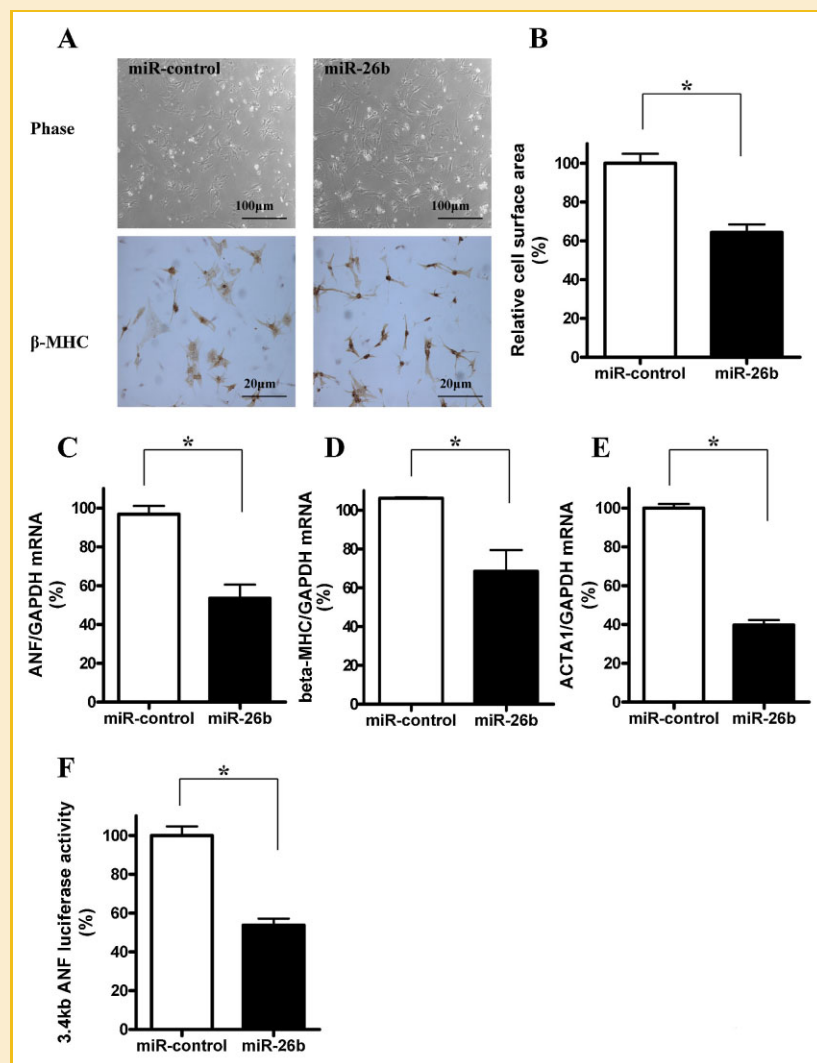 A
miR-control
miR-26b
Phase
100µm
100µm
β-MHC
20µm
20µm
B
*
Relative cell surface area
(%)
100
80
60
40
20
0
miR-control
miR-26b
C
*
ANF/GAPDH mRNA
(%)
100
80
60
40
20
0
miR-control
miR-26b
D
*
beta-MHC/GAPDH mRNA
(%)
100
80
60
40
20
0
miR-control
miR-26b
E
*
ACTA1/GAPDH mRNA
(%)
100
80
60
40
20
0
miR-control
miR-26b
F
*
3.4kb ANF luciferase activity
(%)
100
80
60
40
20
0
miR-control
miR-26b